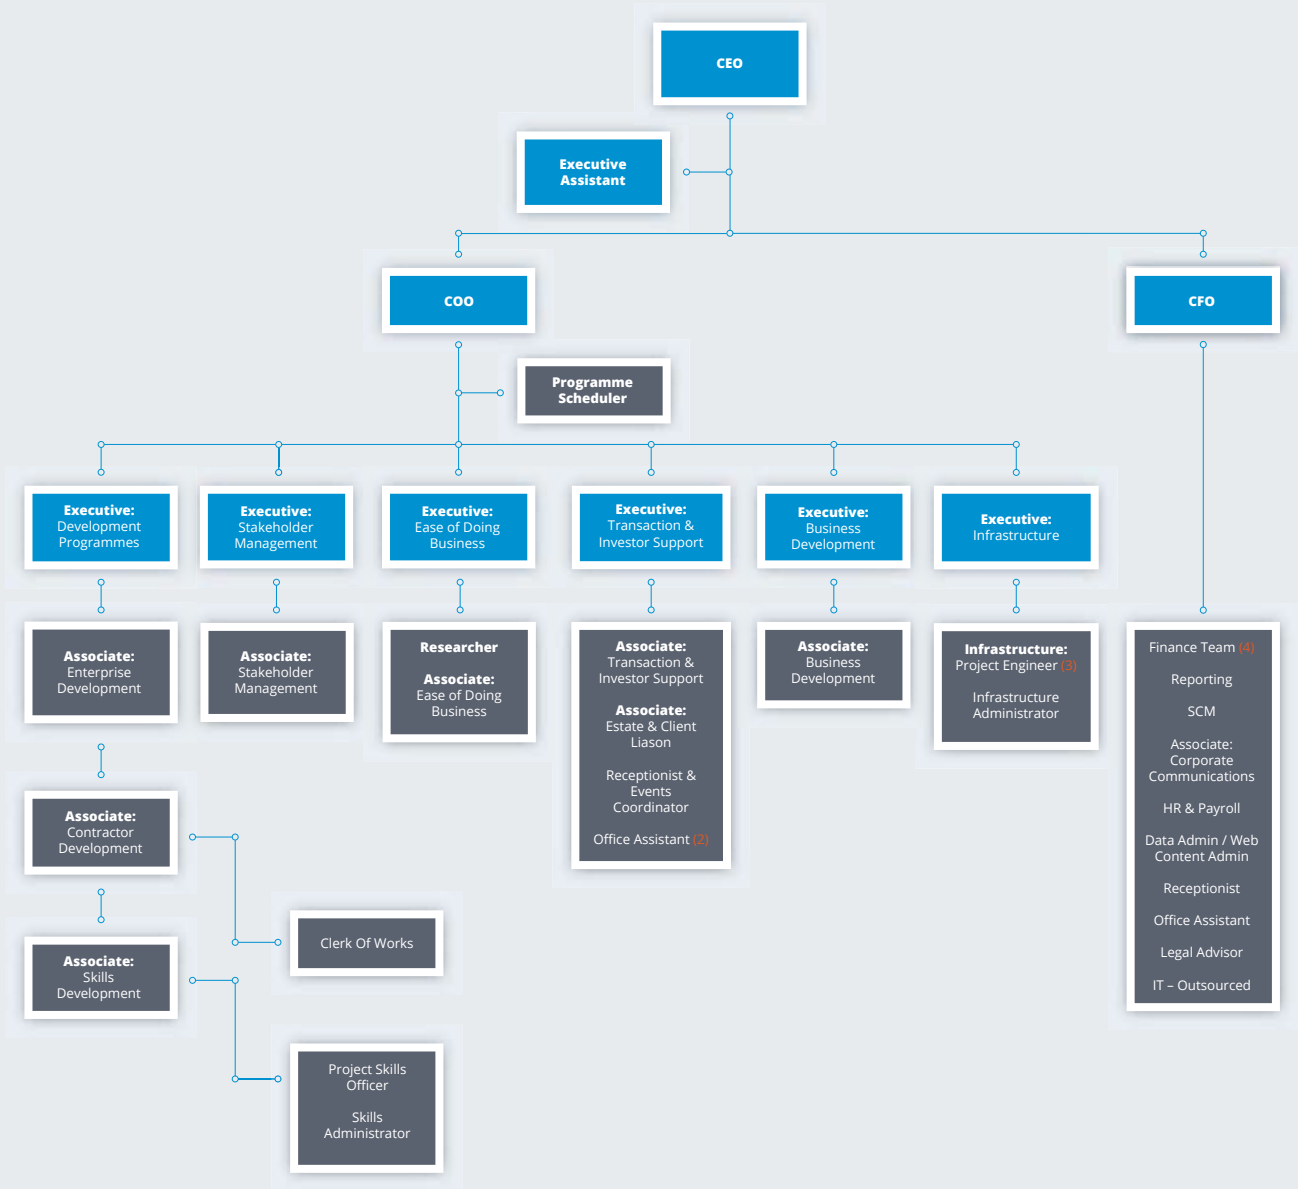 CEO
Executive
Assistant
COO
CFO
Programme
Scheduler
Executive:
Development
Programmes
Executive:
Stakeholder
Management
Executive:
Ease of Doing
Business
Executive:
Transaction &
Investor Support
Executive:
Business
Development
Executive:
Infrastructure
Associate:
Enterprise
Development
Associate:
Stakeholder
Management
Researcher
Associate:
Ease of Doing
Business
Associate:
Transaction &
Investor Support
Associate:
Estate & Client
Liason
Receptionist &
Events
Coordinator
Office Assistant (2)
Associate:
Business
Development
Infrastructure:
Project Engineer (3)
Infrastructure
Administrator
Finance Team (4)
Reporting
SCM
Associate:
Corporate
Communications
HR & Payroll
Data Admin / Web
Content Admin
Receptionist
Office Assistant
Legal Advisor
IT – Outsourced
Associate:
Contractor
Development
Clerk Of Works
Associate:
Skills
Development
Project Skills
Officer
Skills
Administrator